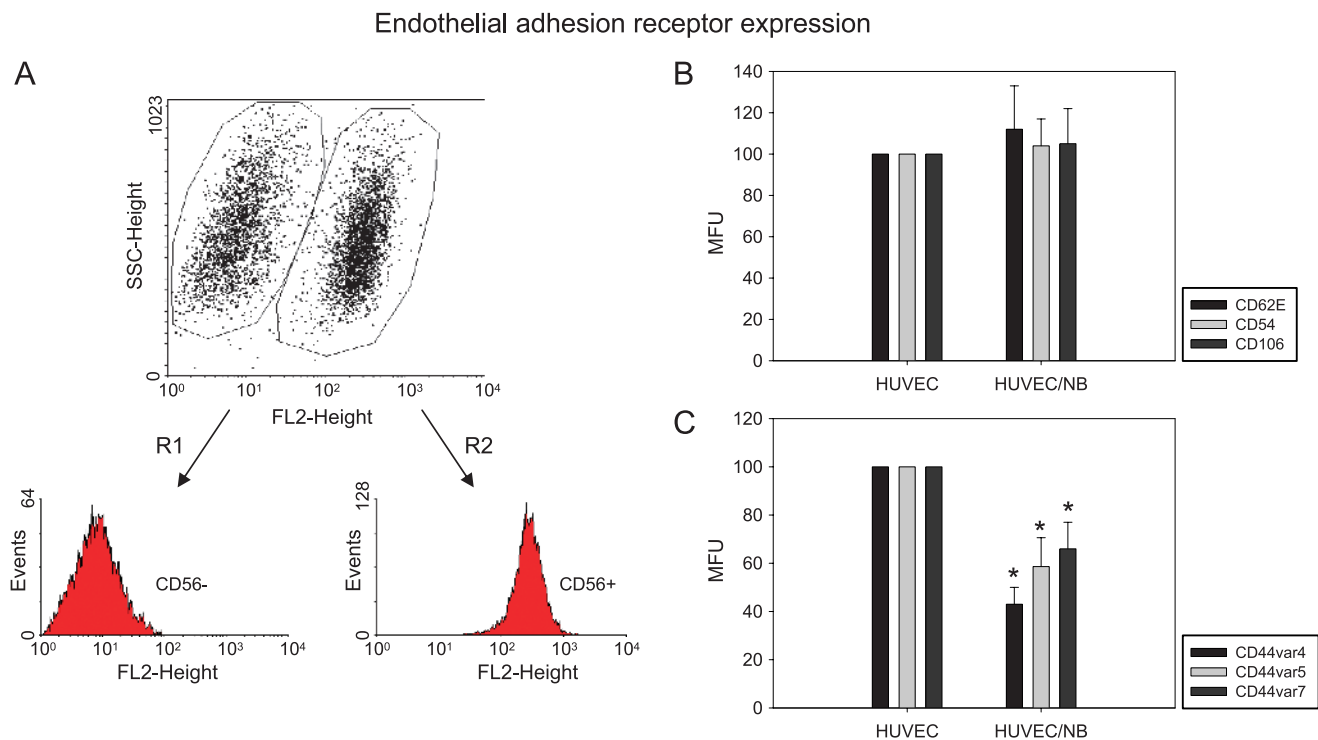 Endothelial adhesion receptor expression
A
1023
SSC-Height
0
10⁰ 10¹ 10² 10³ 10⁴
FL2-Height
R1
R2
64
Events
0
CD56-
10⁰ 10¹ 10² 10³ 10⁴
FL2-Height
128
Events
0
CD56+
10⁰ 10¹ 10² 10³ 10⁴
FL2-Height
B
140
120
100
80
60
40
20
0
MFU
HUVEC HUVEC/NB
CD62E
CD54
CD106
C
120
100
80
60
40
20
0
MFU
* * *
HUVEC HUVEC/NB
CD44var4
CD44var5
CD44var7